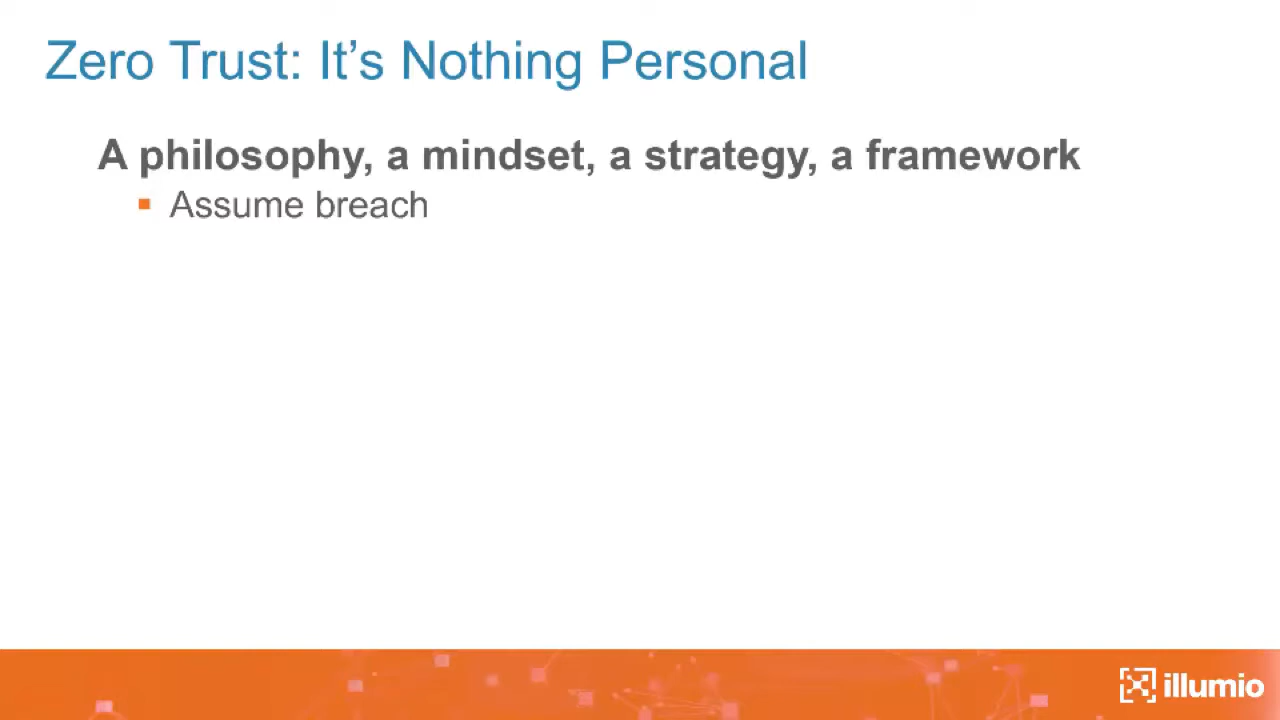 Zero Trust: It’s Nothing Personal
A philosophy, a mindset, a strategy, a framework
Assume breach
illumio